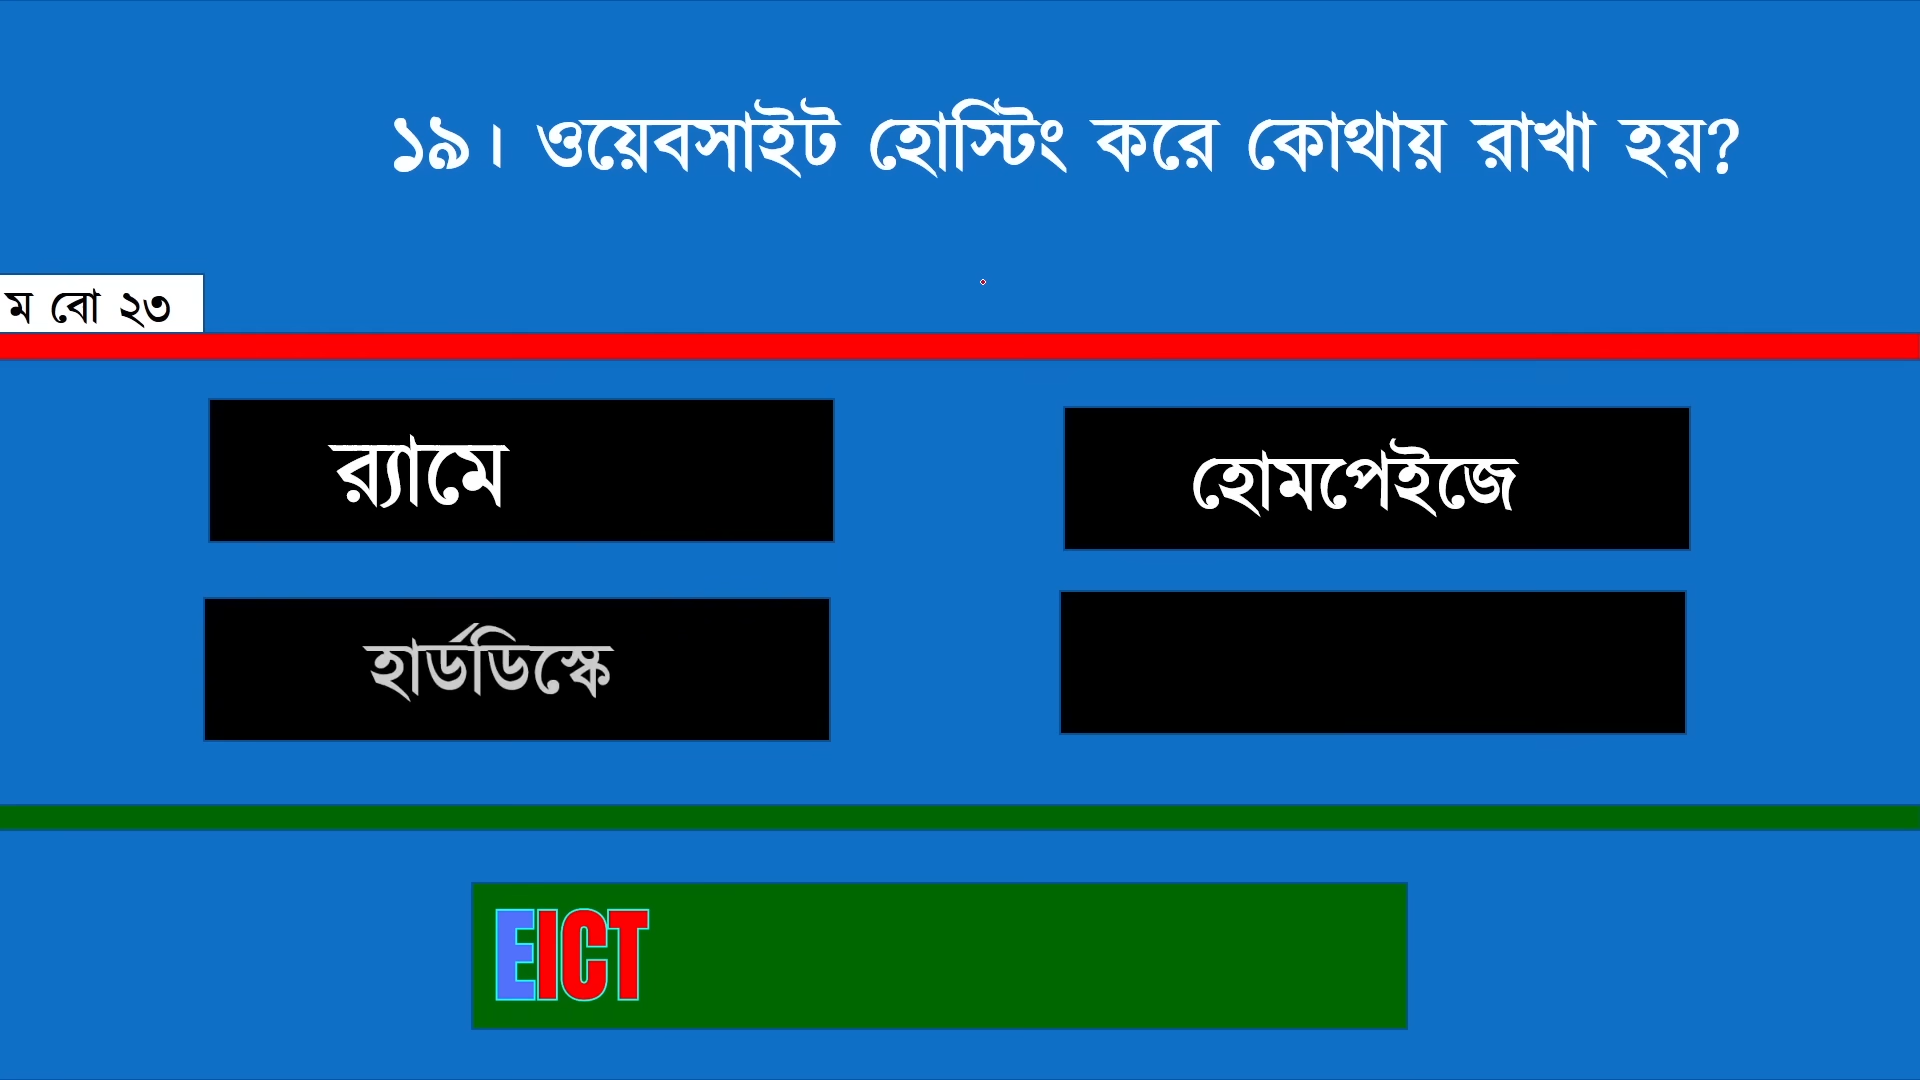 ১৯। ওয়েবসাইট হোস্টিং করে কোথায় রাখা হয়?
ম বো ২৩
র‍্যামে
হোমপেইজে
হার্ডডিস্কে
EICT